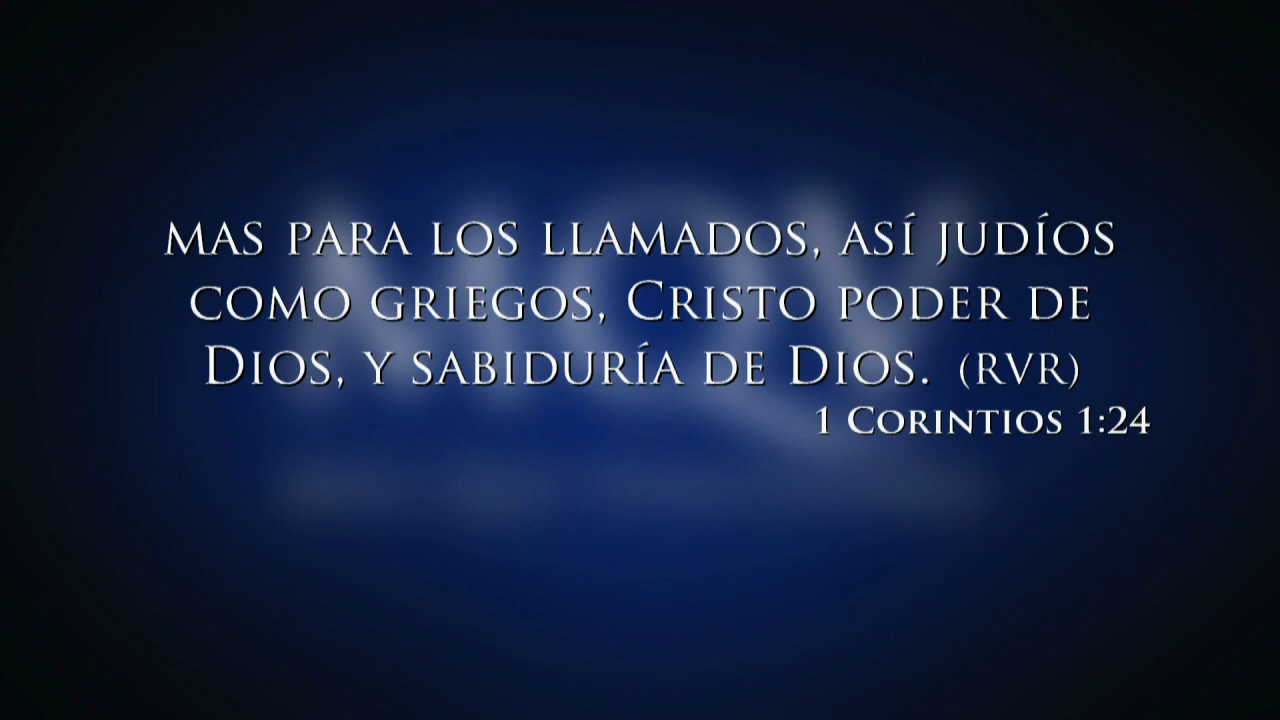 mas para los llamados, así judíos
como griegos, Cristo poder de
Dios, y sabiduría de Dios. (RVR)
1 Corintios 1:24